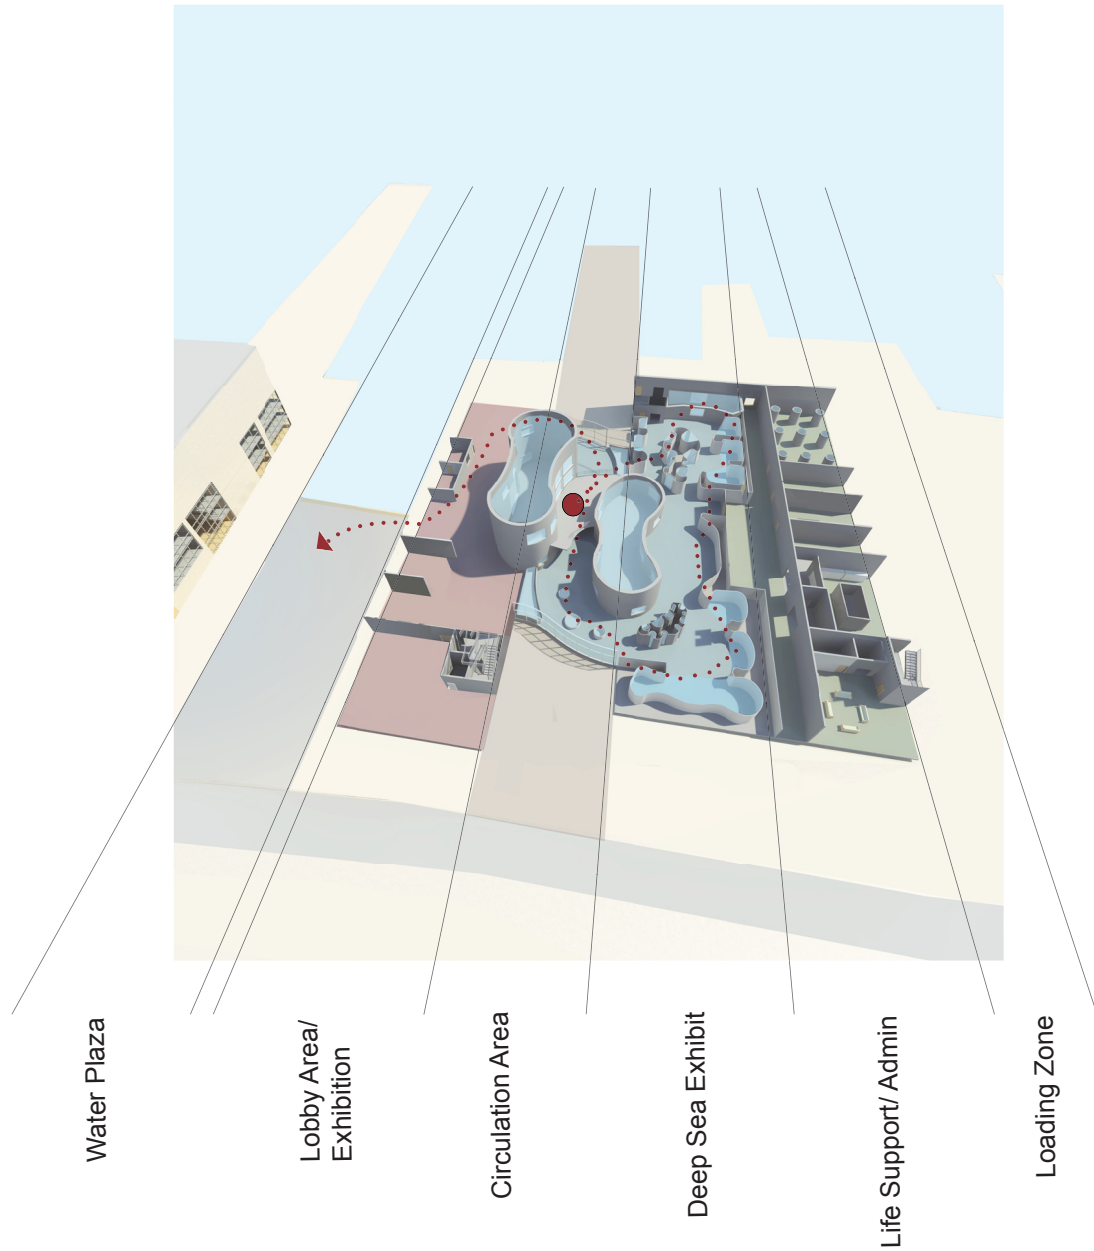 Water Plaza
Lobby Area/
Exhibition
Circulation Area
Deep Sea Exhibit
Life Support/ Admin
Loading Zone